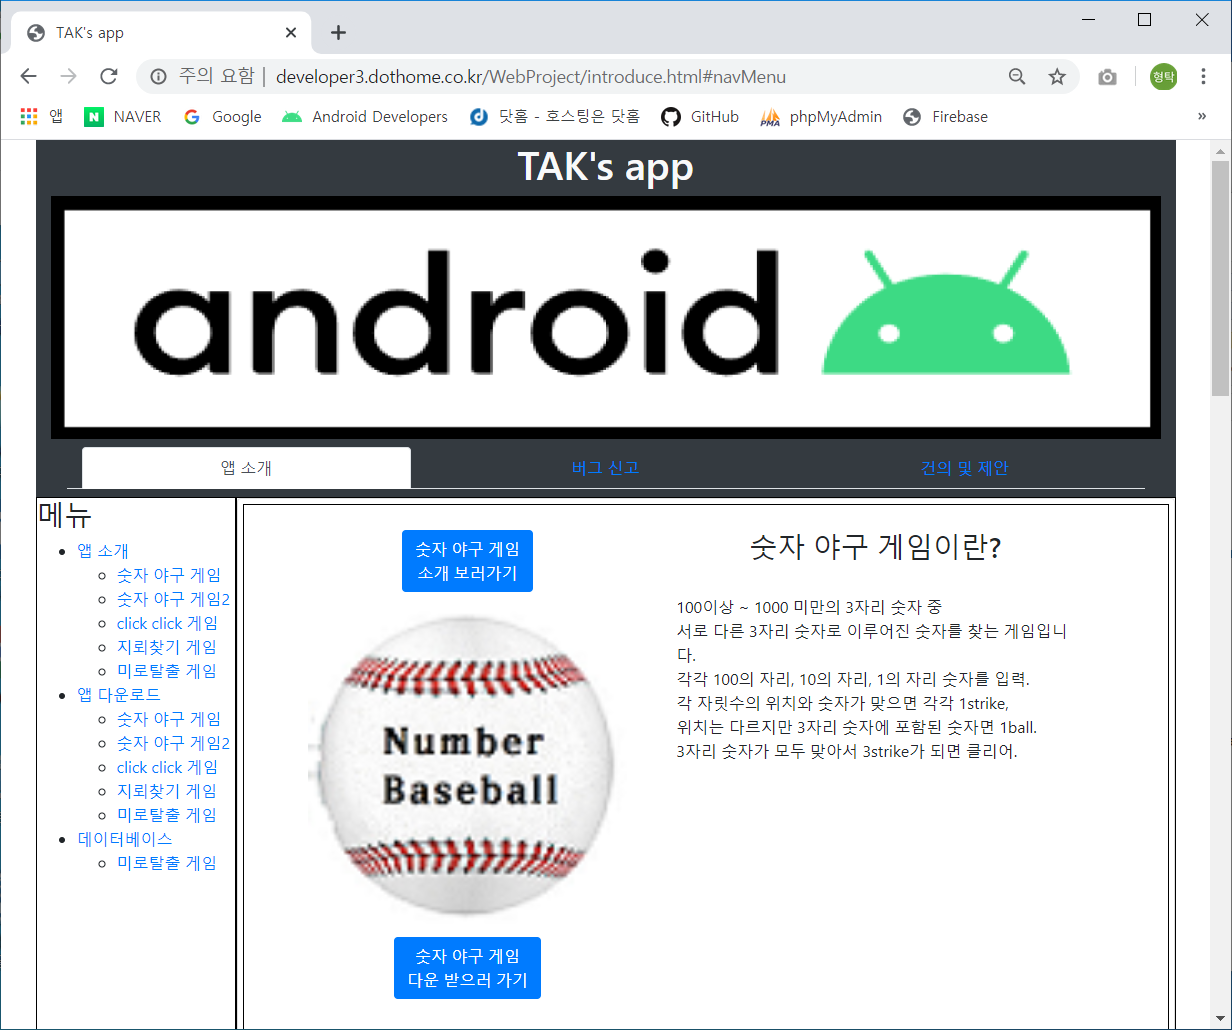 TAK's app
주의 요함 | developer3.dothome.co.kr/WebProject/introduce.html#navMenu
형탁
앱 NAVER Google Android Developers 닷홈 - 호스팅은 닷홈 GitHub PMA phpMyAdmin Firebase »
TAK's app
android
앱 소개 버그 신고 건의 및 제안
메뉴
앱 소개
숫자 야구 게임
숫자 야구 게임2
click click 게임
지뢰찾기 게임
미로탈출 게임
앱 다운로드
숫자 야구 게임
숫자 야구 게임2
click click 게임
지뢰찾기 게임
미로탈출 게임
데이터베이스
미로탈출 게임
숫자 야구 게임
소개 보러가기
Number
Baseball
숫자 야구 게임
다운 받으러 가기
숫자 야구 게임이란?
100이상 ~ 1000 미만의 3자리 숫자 중
서로 다른 3자리 숫자로 이루어진 숫자를 찾는 게임입니
다.
각각 100의 자리, 10의 자리, 1의 자리 숫자를 입력.
각 자릿수의 위치와 숫자가 맞으면 각각 1strike,
위치는 다르지만 3자리 숫자에 포함된 숫자면 1ball.
3자리 숫자가 모두 맞아서 3strike가 되면 클리어.